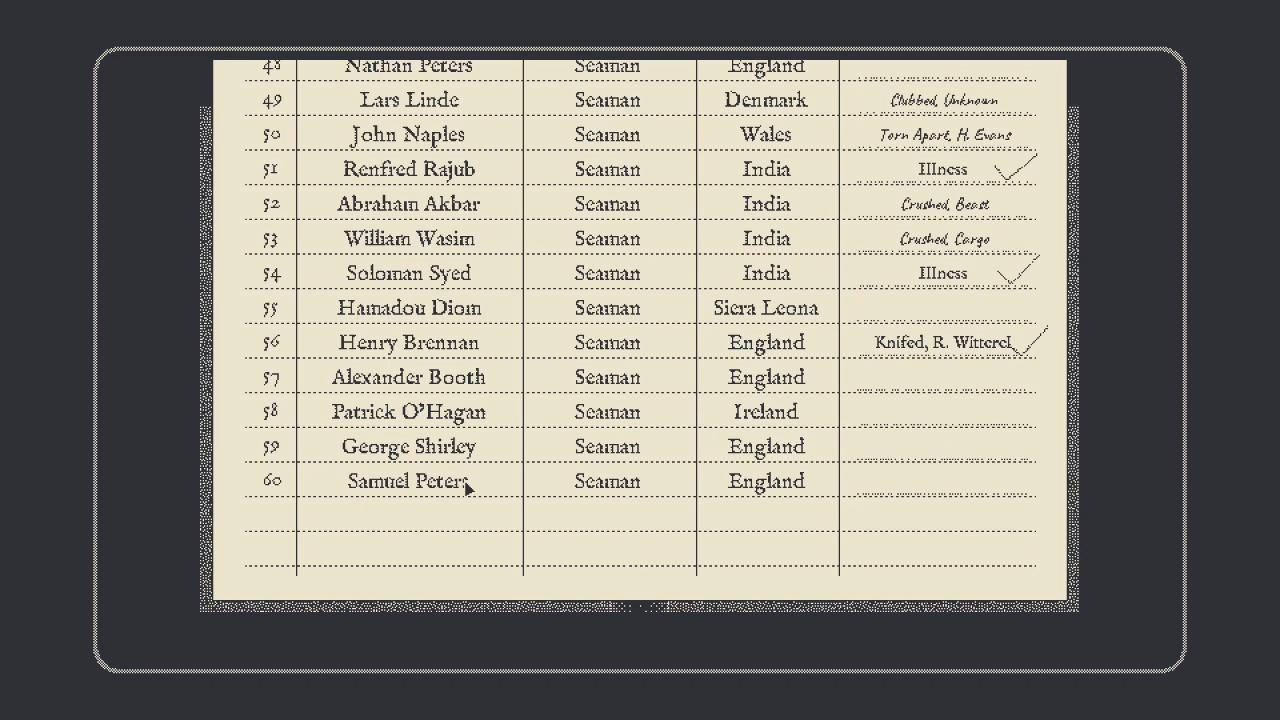 48 Nathan Peters Seaman England
49 Lars Linde Seaman Denmark Clubbed, Unknown
50 John Naples Seaman Wales Torn Apart, H. Evans
51 Renfred Rajub Seaman India Illness
52 Abraham Akbar Seaman India Crushed, Beast
53 William Wasim Seaman India Crushed, Cargo
54 Soloman Syed Seaman India Illness
55 Hamadou Diom Seaman Siera Leona
56 Henry Brennan Seaman England Knifed, R. Witterel
57 Alexander Booth Seaman England
58 Patrick O'Hagan Seaman Ireland
59 George Shirley Seaman England
60 Samuel Peters Seaman England